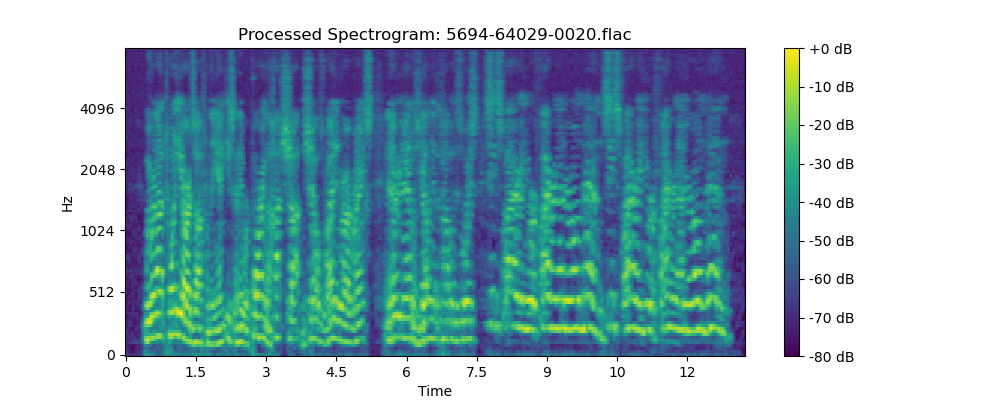 Processed Spectrogram: 5694-64029-0020.flac
+0 dB
-10 dB
-20 dB
-30 dB
-40 dB
-50 dB
-60 dB
-70 dB
-80 dB
Hz
4096
2048
1024
512
0
0 1.5 3 4.5 6 7.5 9 10 12
Time